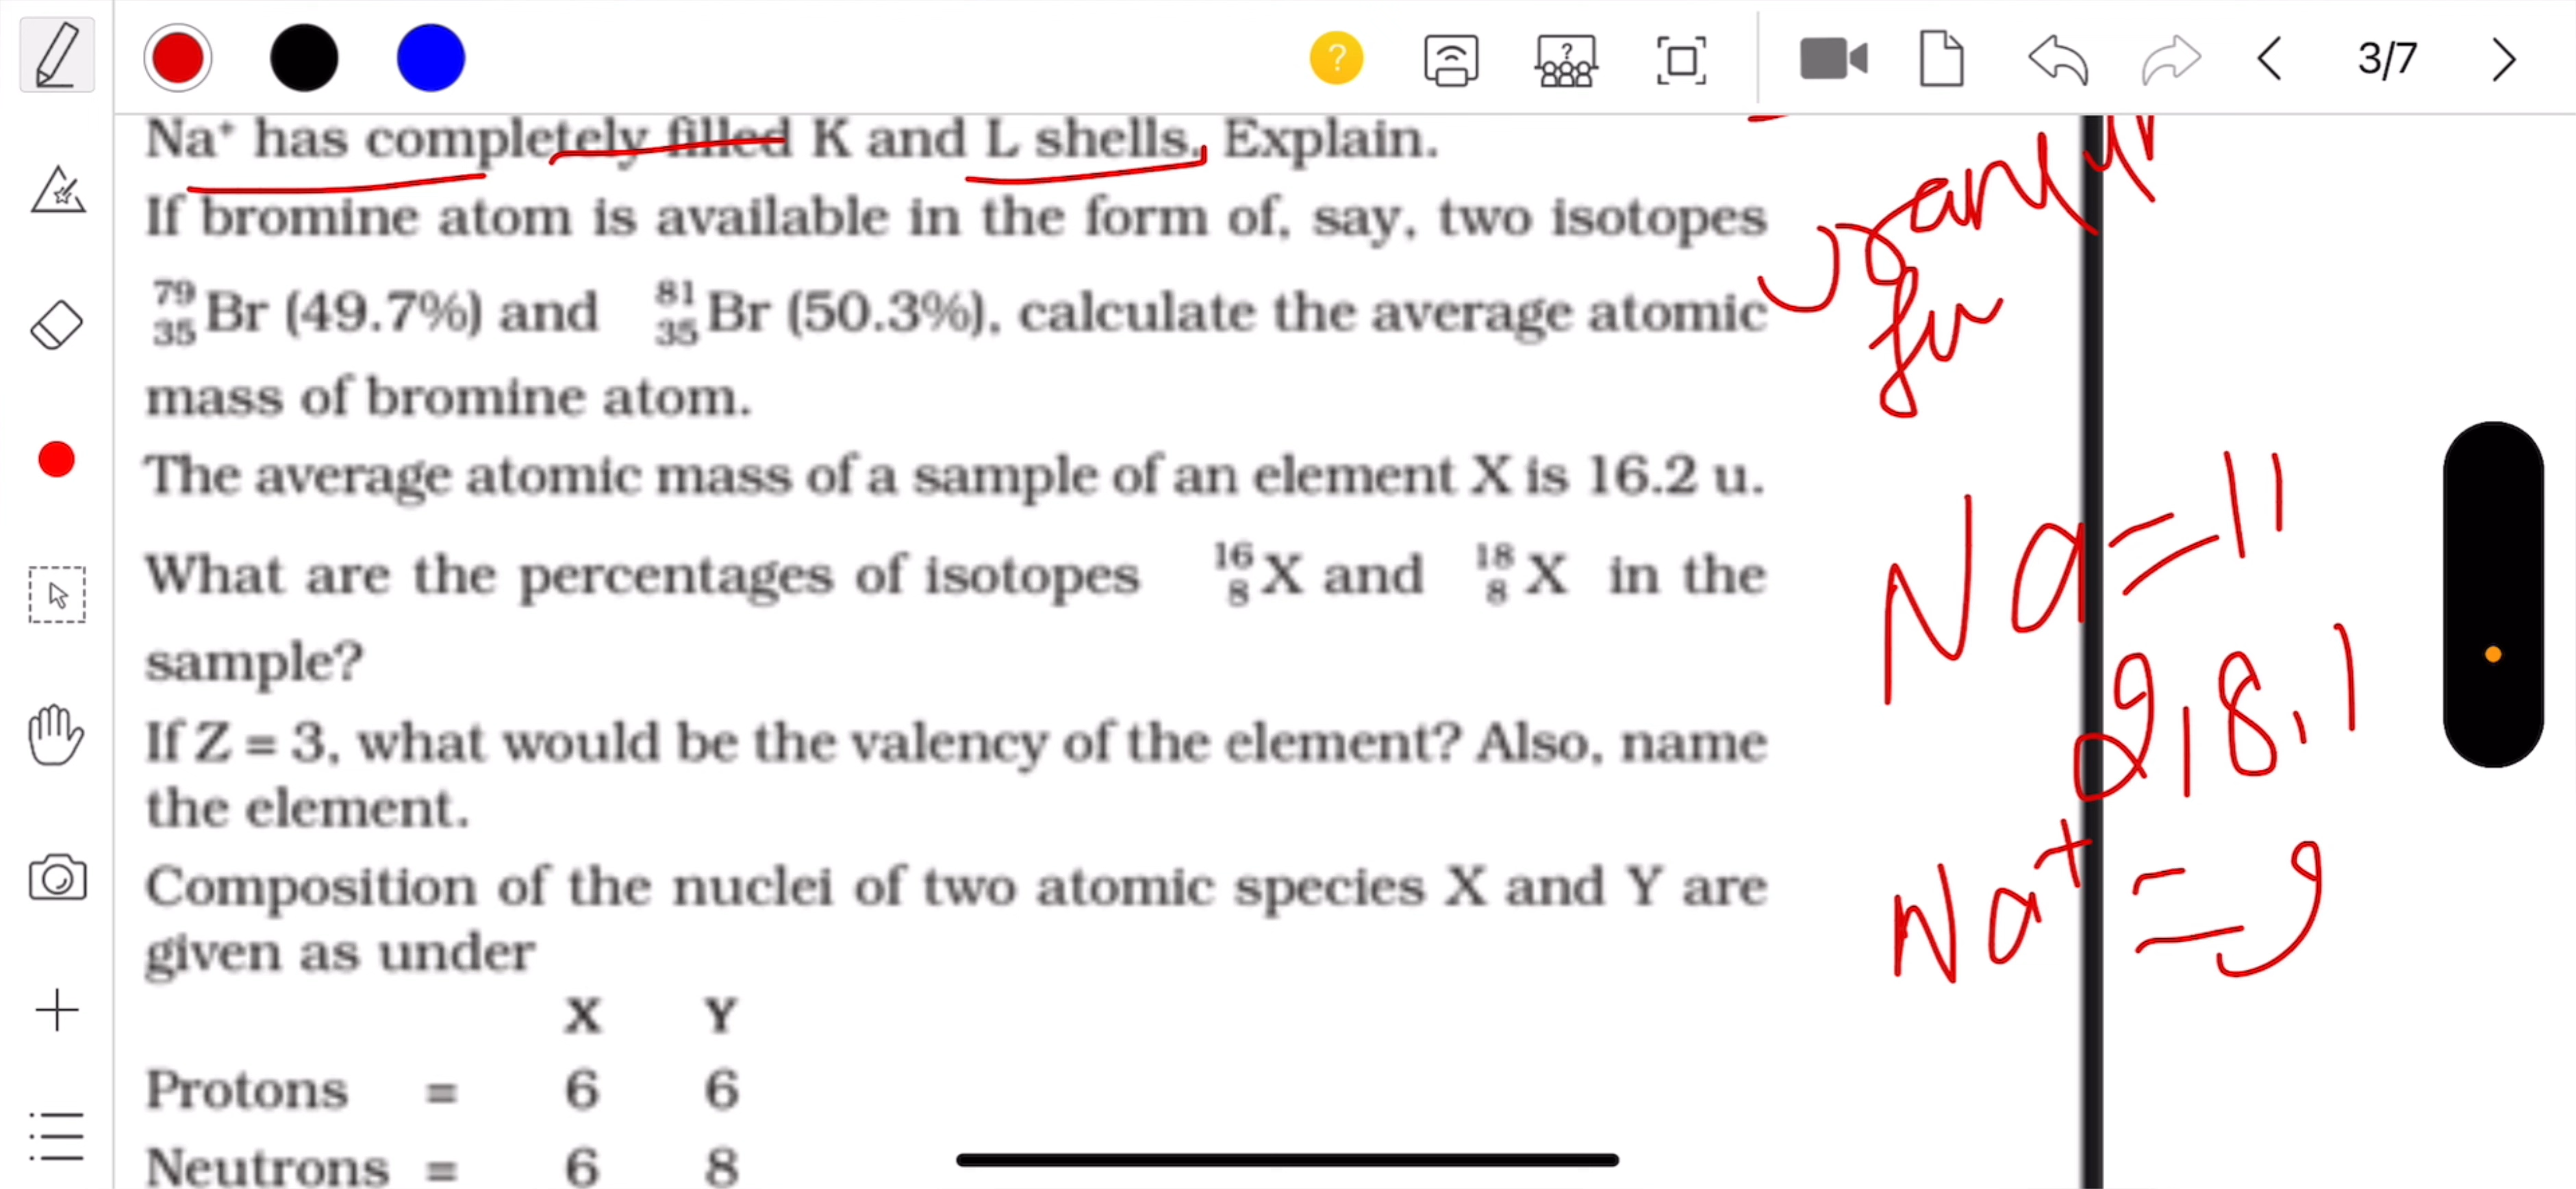 3/7
Na⁺ has completely filled K and L shells. Explain.
If bromine atom is available in the form of, say, two isotopes
⁷⁹₃₅Br (49.7%) and ⁸¹₃₅Br (50.3%), calculate the average atomic
mass of bromine atom.
The average atomic mass of a sample of an element X is 16.2 u.
What are the percentages of isotopes ¹⁶₈X and ¹⁸₈X in the
sample?
If Z = 3, what would be the valency of the element? Also, name
the element.
Composition of the nuclei of two atomic species X and Y are
given as under
X Y
Protons = 6 6
Neutrons = 6 8
Na = 11
2,8,1
Na⁺ =